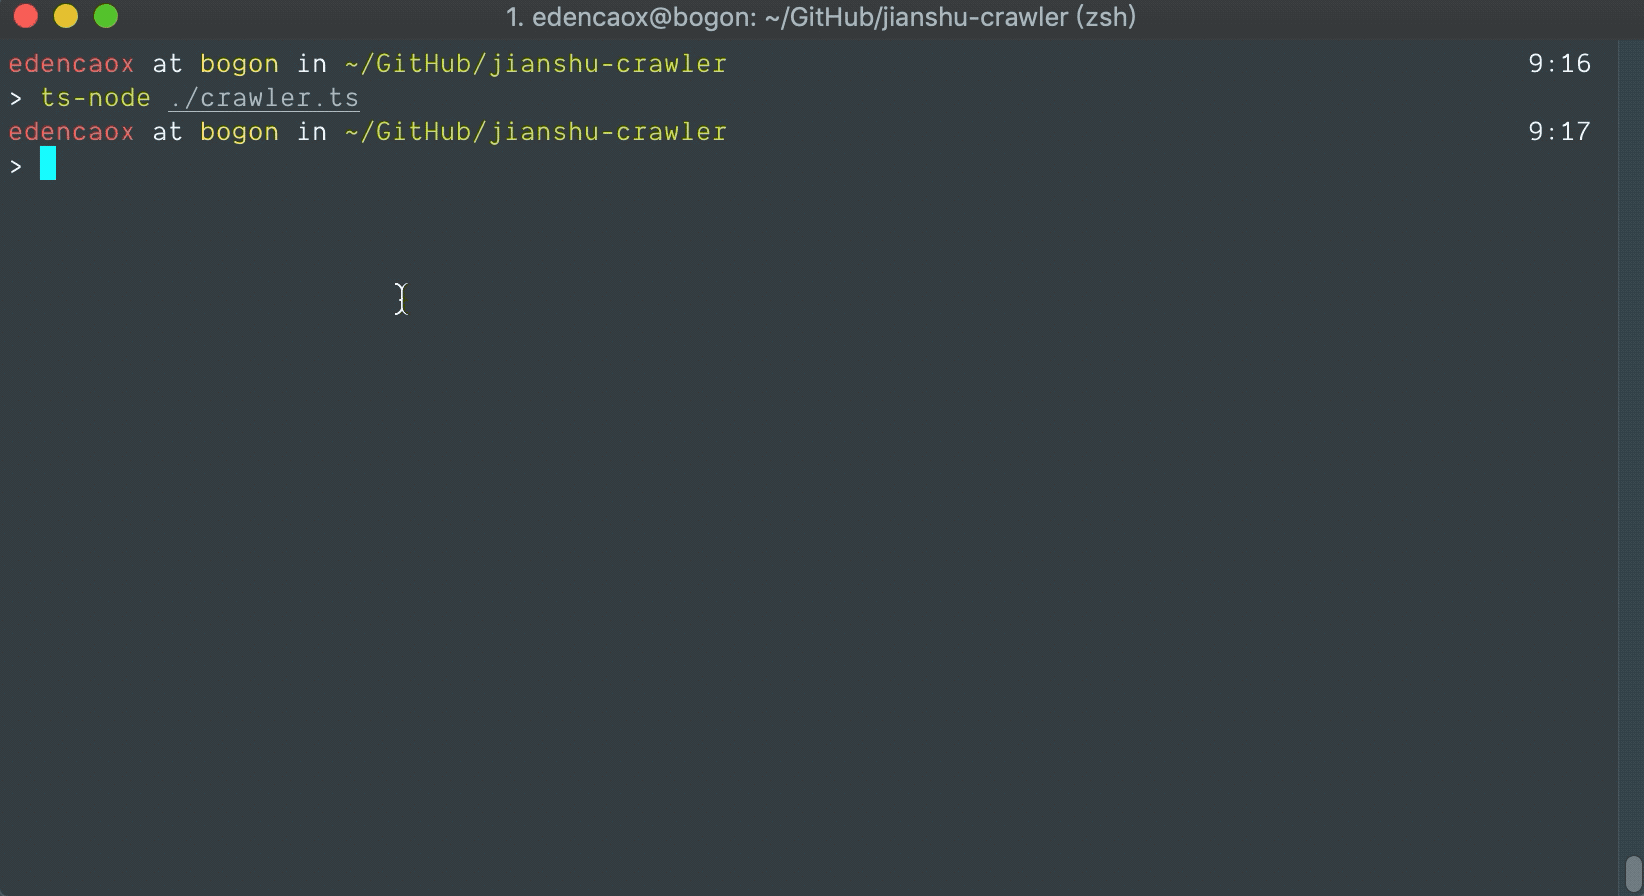 1. edencaox@bogon: ~/GitHub/jianshu-crawler (zsh)
edencaox at bogon in ~/GitHub/jianshu-crawler 9:16
> ts-node ./crawler.ts
edencaox at bogon in ~/GitHub/jianshu-crawler 9:17
>